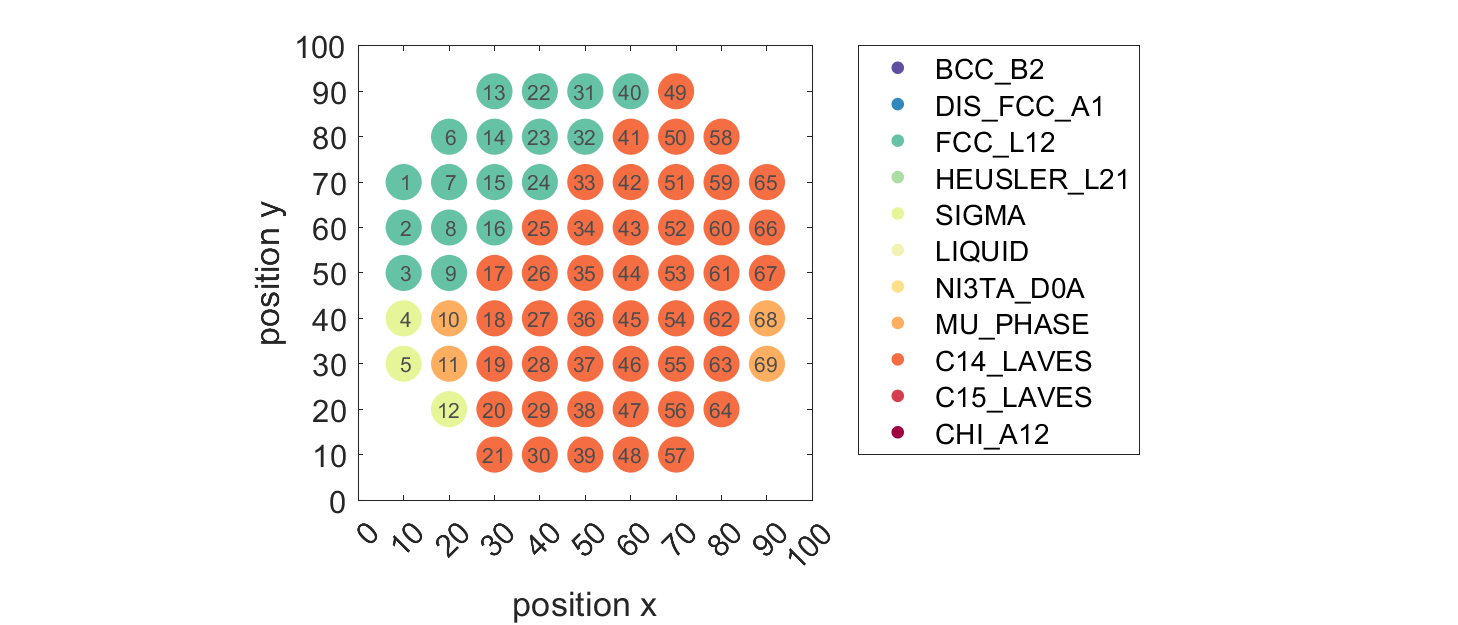 100
90
13 22 31 40 49
80
6 14 23 32 41 50 58
70
1 7 15 24 33 42 51 59 65
60
2 8 16 25 34 43 52 60 66
50
3 9 17 26 35 44 53 61 67
40
4 10 18 27 36 45 54 62 68
30
5 11 19 28 37 46 55 63 69
20
12 20 29 38 47 56 64
10
21 30 39 48 57
0
position y
0 10 20 30 40 50 60 70 80 90 100
position x
BCC_B2
DIS_FCC_A1
FCC_L12
HEUSLER_L21
SIGMA
LIQUID
NI3TA_D0A
MU_PHASE
C14_LAVES
C15_LAVES
CHI_A12